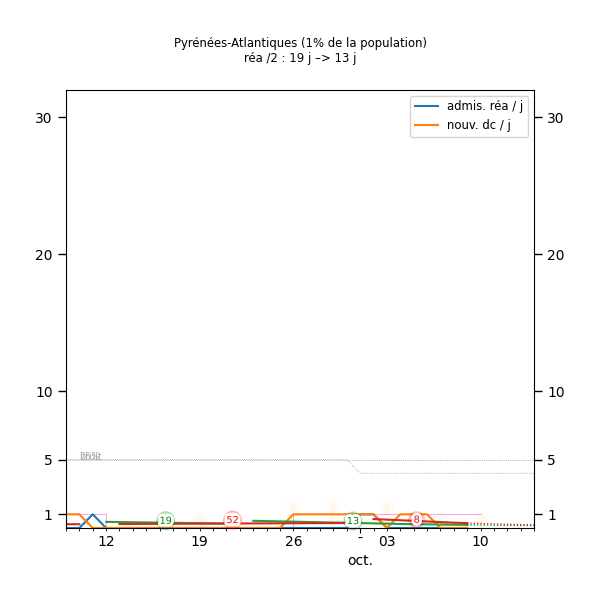 Pyrénées-Atlantiques (1% de la population)
réa /2 : 19 j –> 13 j
admis. réa / j
nouv. dc / j
30 30
20 20
10 10
5 5
1 1
19 52 13 8
12 19 26 - 03 10
oct.